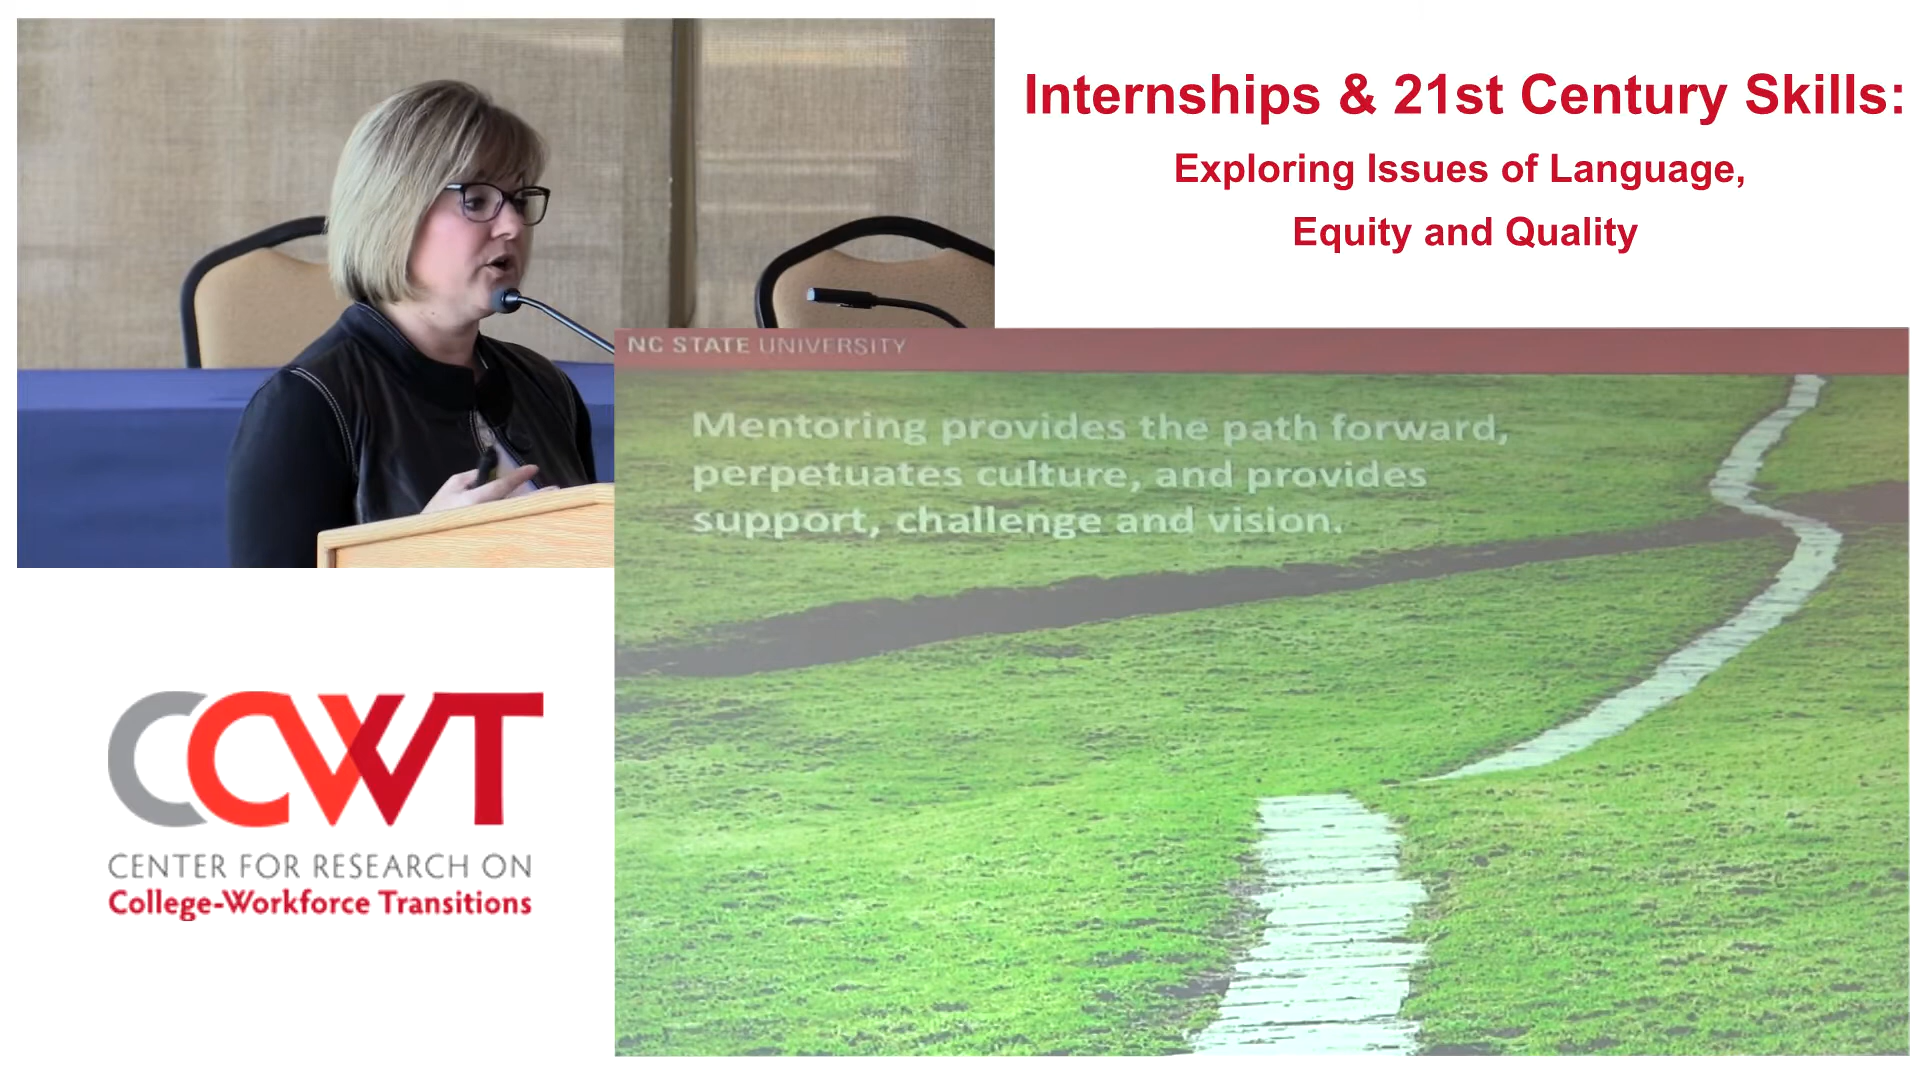 Internships & 21st Century Skills:
Exploring Issues of Language,
Equity and Quality
NC STATE UNIVERSITY
Mentoring provides the path forward,
perpetuates culture, and provides
support, challenge and vision.
CCWT
CENTER FOR RESEARCH ON
College-Workforce Transitions